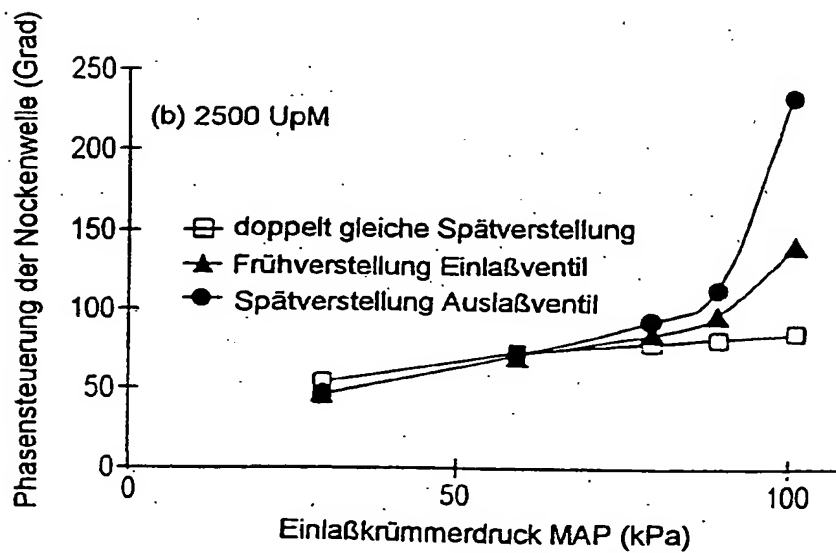 Phasensteuerung der Nockenwelle (Grad)
250
200
150
100
50
0
(b) 2500 UpM
doppelt gleiche Spätverstellung
Frühverstellung Einlaßventil
Spätverstellung Auslaßventil
0
50
100
Einlaßkrümmerdruck MAP (kPa)